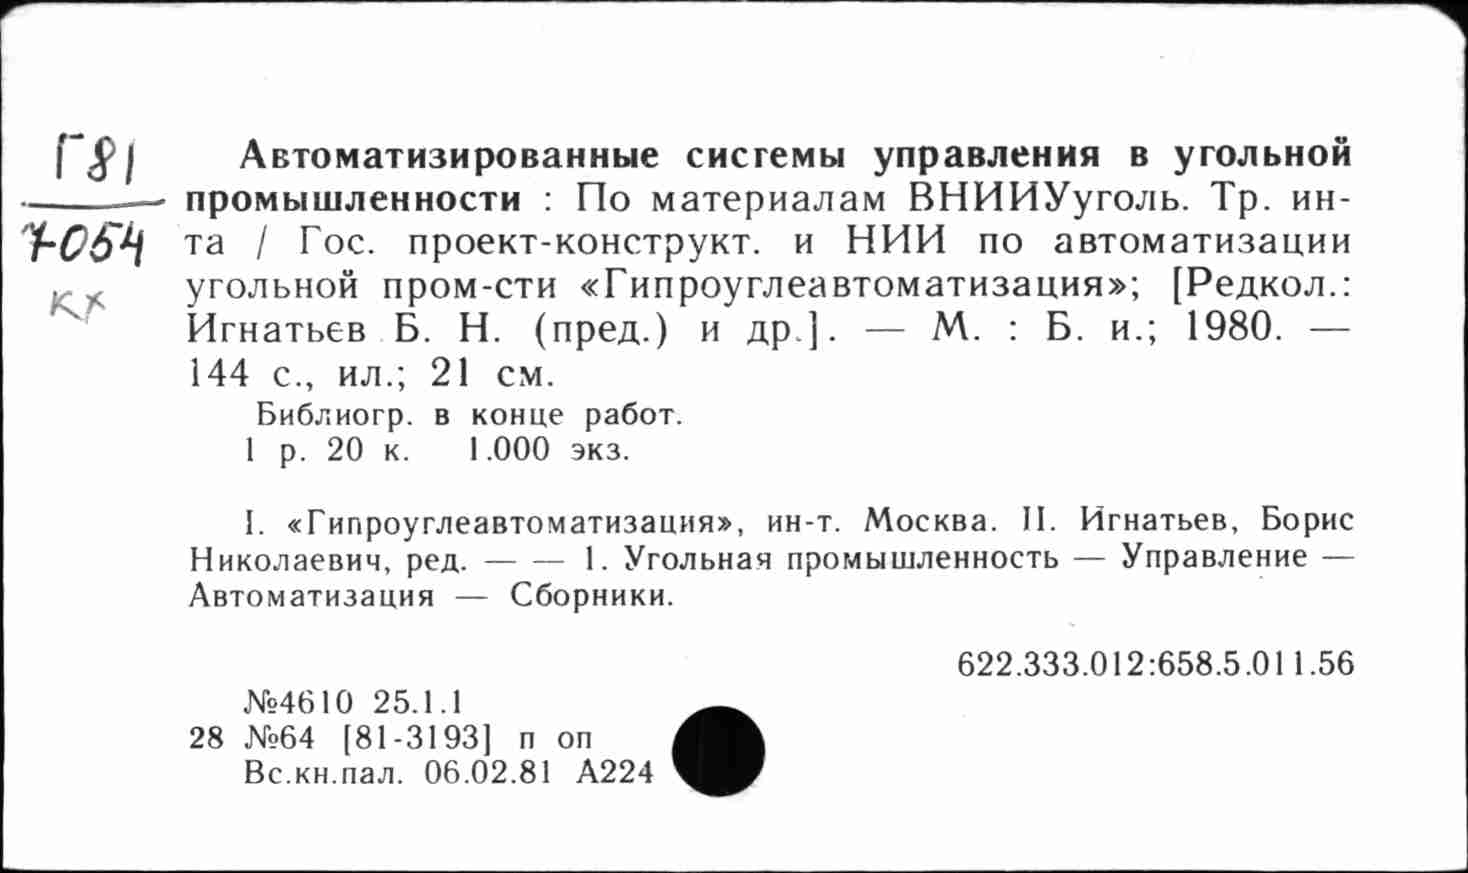 Г81
7054
кх
Автоматизированные системы управления в угольной
промышленности : По материалам ВНИИУуголь. Тр. ин-
та / Гос. проект-конструкт. и НИИ по автоматизации
угольной пром-сти «Гипроуглеавтоматизация»; [Редкол.:
Игнатьев Б. Н. (пред.) и др.]. — М. : Б. и.; 1980. —
144 с., ил.; 21 см.
Библиогр. в конце работ.
1 р. 20 к. 1.000 экз.
I. «Гипроуглеавтоматизация», ин-т. Москва. II. Игнатьев, Борис
Николаевич, ред. — — 1. Угольная промышленность — Управление —
Автоматизация — Сборники.
622.333.012:658.5.011.56
№4610 25.1.1
28 №64 [81-3193] п оп
Вс.кн.пал. 06.02.81 А224